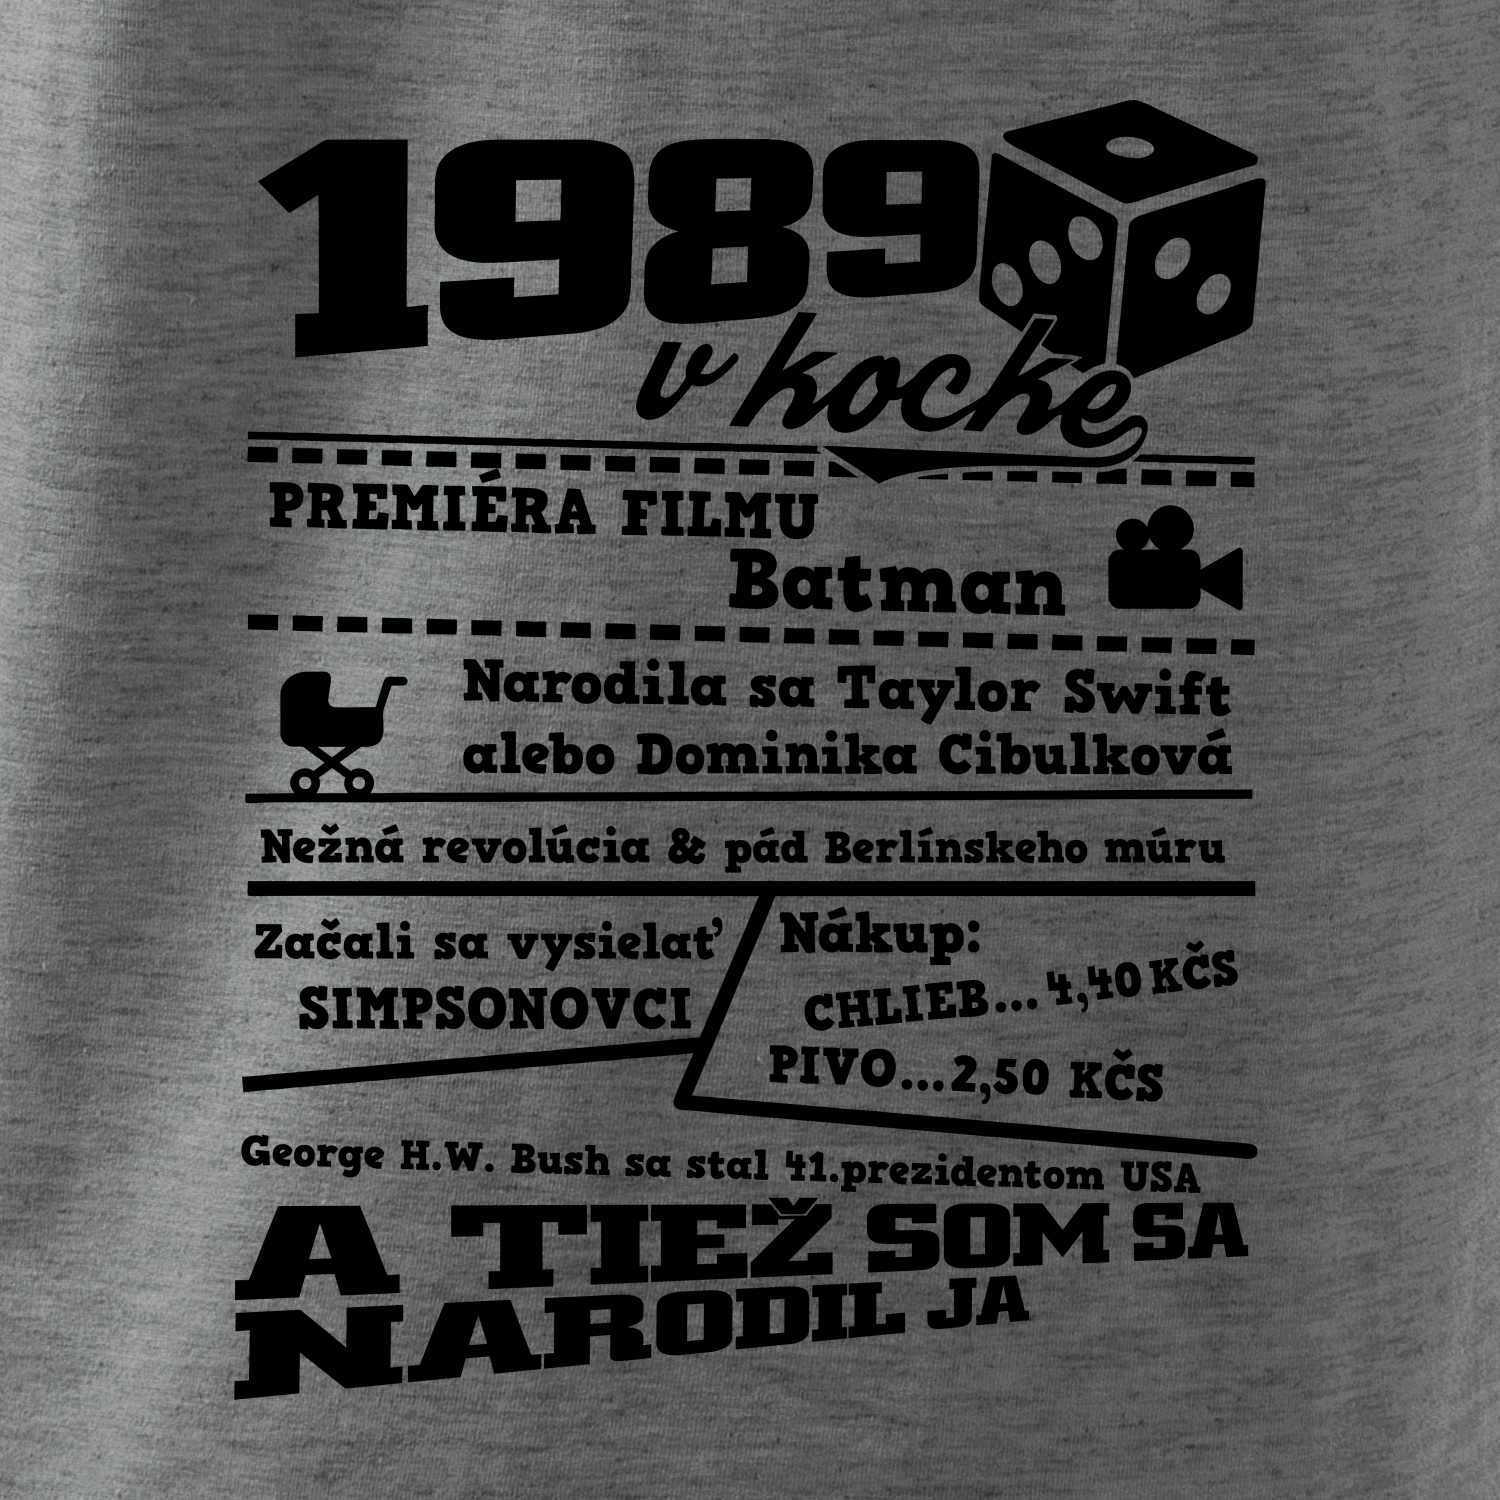 1989
v kocke
PREMIÉRA FILMU
Batman
Narodila sa Taylor Swift
alebo Dominika Cibulková
Nežná revolúcia & pád Berlínskeho múru
Začali sa vysielať
SIMPSONOVCI
Nákup:
CHLIEB...4,40 KČS
PIVO...2,50 KČS
George H.W. Bush sa stal 41.prezidentom USA
A TIEŽ SOM SA
NARODIL JA